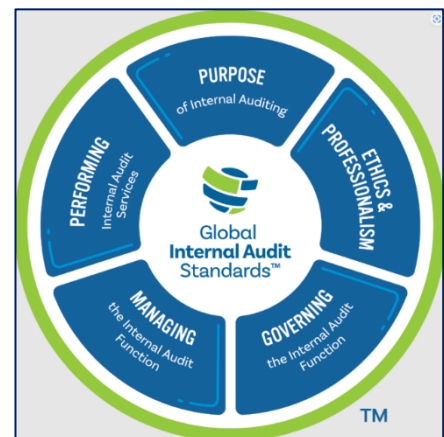 PURPOSE
of Internal Auditing
ETHICS &
PROFESSIONALISM
GOVERNING
the Internal Audit
Function
MANAGING
the Internal Audit
Function
PERFORMING
Internal Audit
Services
Global
Internal Audit
Standards™
TM